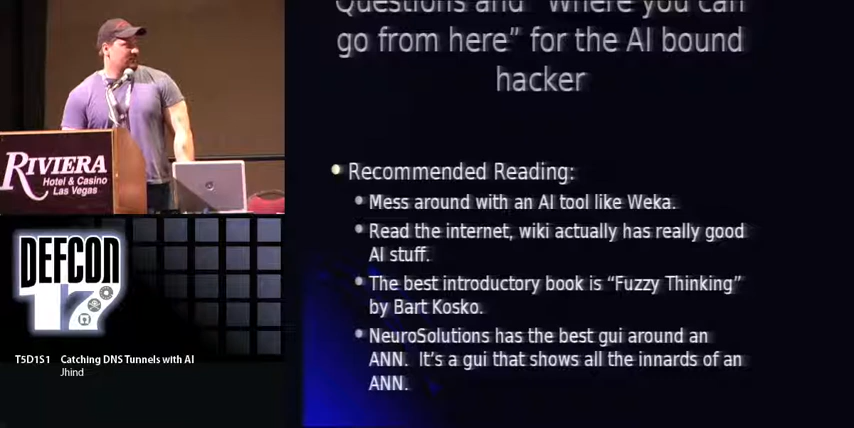 Questions and "Where you can
go from here" for the AI bound
hacker
Recommended Reading:
Mess around with an AI tool like Weka.
Read the internet, wiki actually has really good
AI stuff.
The best introductory book is "Fuzzy Thinking"
by Bart Kosko.
NeuroSolutions has the best gui around an
ANN. It's a gui that shows all the innards of an
ANN.
RIVIERA
Hotel & Casino
Las Vegas
DEFCON
17
T5D1S1 Catching DNS Tunnels with AI
Jhind